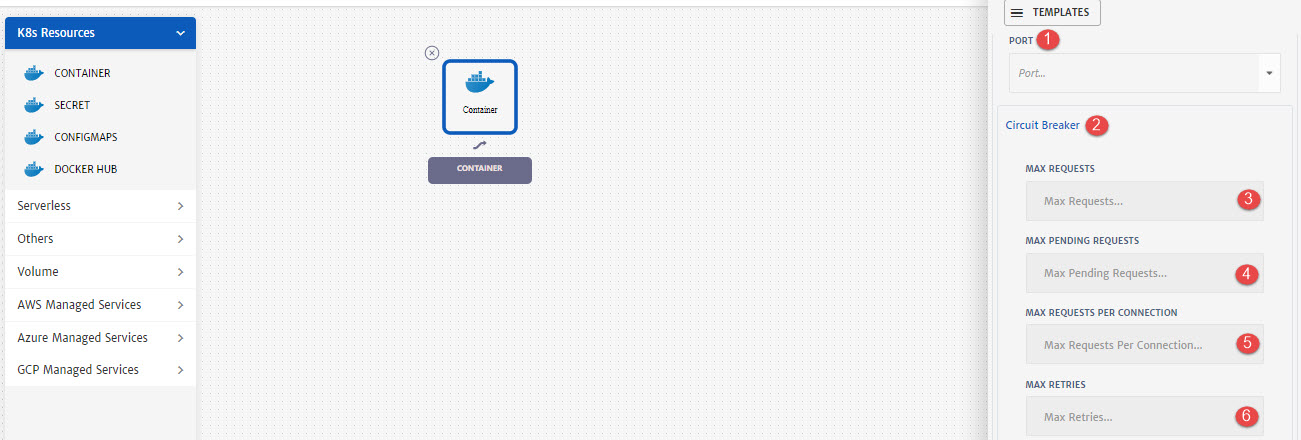 K8s Resources
CONTAINER
SECRET
CONFIGMAPS
DOCKER HUB
Serverless
Others
Volume
AWS Managed Services
Azure Managed Services
GCP Managed Services
Container
CONTAINER
TEMPLATES
PORT 1
Port...
Circuit Breaker 2
MAX REQUESTS
Max Requests... 3
MAX PENDING REQUESTS
Max Pending Requests... 4
MAX REQUESTS PER CONNECTION
Max Requests Per Connection... 5
MAX RETRIES
Max Retries... 6